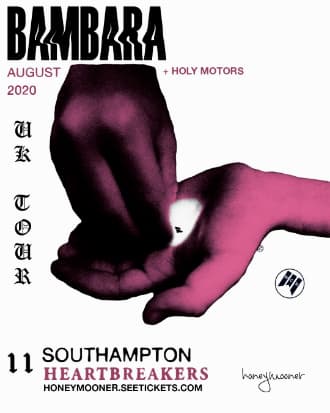 BAMBARA
AUGUST
2020
+ HOLY MOTORS
UK TOUR
11 SOUTHAMPTON
HEARTBREAKERS
HONEYMOONER.SEETICKETS.COM
honeymooner